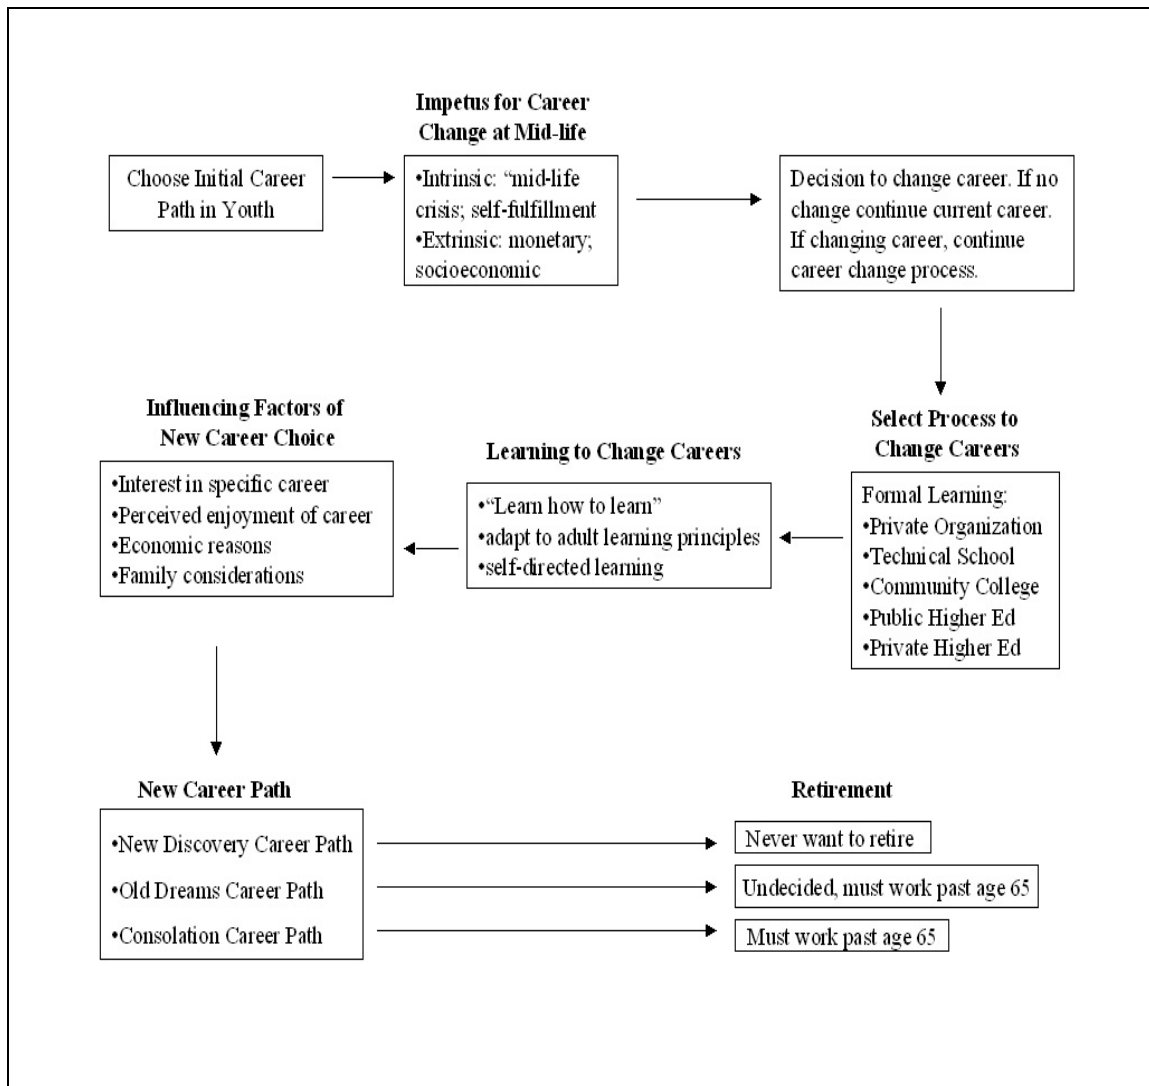 Choose Initial Career
Path in Youth
Impetus for Career
Change at Mid-life
•Intrinsic: “mid-life
crisis; self-fulfillment
•Extrinsic: monetary;
socioeconomic
Decision to change career. If no
change continue current career.
If changing career, continue
career change process.
Select Process to
Change Careers
Formal Learning:
•Private Organization
•Technical School
•Community College
•Public Higher Ed
•Private Higher Ed
Learning to Change Careers
•“Learn how to learn”
•adapt to adult learning principles
•self-directed learning
Influencing Factors of
New Career Choice
•Interest in specific career
•Perceived enjoyment of career
•Economic reasons
•Family considerations
New Career Path
•New Discovery Career Path
•Old Dreams Career Path
•Consolation Career Path
Retirement
Never want to retire
Undecided, must work past age 65
Must work past age 65